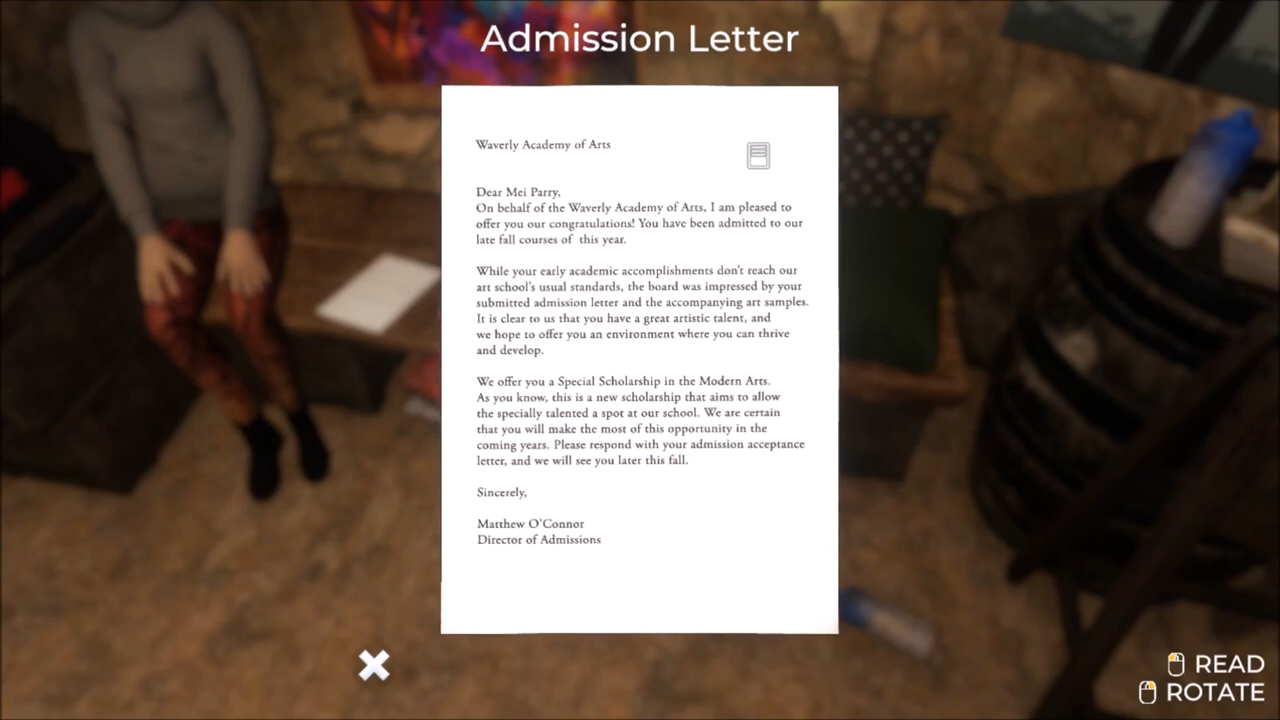 Admission Letter
Waverly Academy of Arts
Dear Mei Parry,
On behalf of the Waverly Academy of Arts, I am pleased to
offer you our congratulations! You have been admitted to our
late fall courses of this year.
While your early academic accomplishments don't reach our
art school's usual standards, the board was impressed by your
submitted admission letter and the accompanying art samples.
It is clear to us that you have a great artistic talent, and
we hope to offer you an environment where you can thrive
and develop.
We offer you a Special Scholarship in the Modern Arts.
As you know, this is a new scholarship that aims to allow
the specially talented a spot at our school. We are certain
that you will make the most of this opportunity in the
coming years. Please respond with your admission acceptance
letter, and we will see you later this fall.
Sincerely,
Matthew O'Connor
Director of Admissions
READ
ROTATE